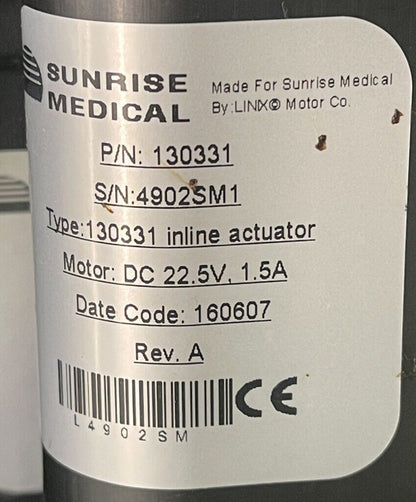 SUNRISE
MEDICAL
Made For Sunrise Medical
By:LINX© Motor Co.
P/N: 130331
S/N:4902SM1
Type:130331 inline actuator
Motor: DC 22.5V, 1.5A
Date Code: 160607
Rev. A
CE
L4902SM